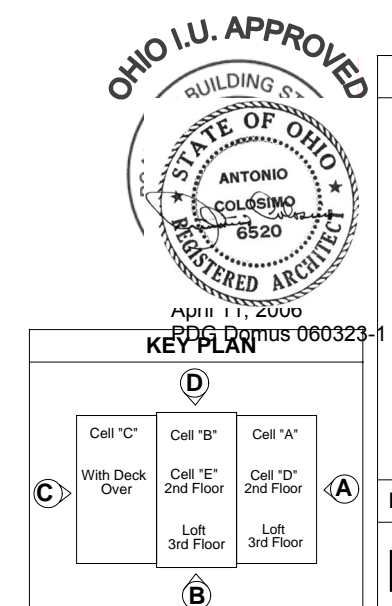 OHIO I.U. APPROVED
BUILDING
STATE OF OHIO
ANTONIO
COLOSIMO
6520
REGISTERED ARCHITECT
April 11, 2006
PDG Domus 060323-1
KEY PLAN
D
Cell "C"
Cell "B"
Cell "A"
With Deck
Over
Cell "E"
2nd Floor
Cell "D"
2nd Floor
C
A
Loft
3rd Floor
Loft
3rd Floor
B